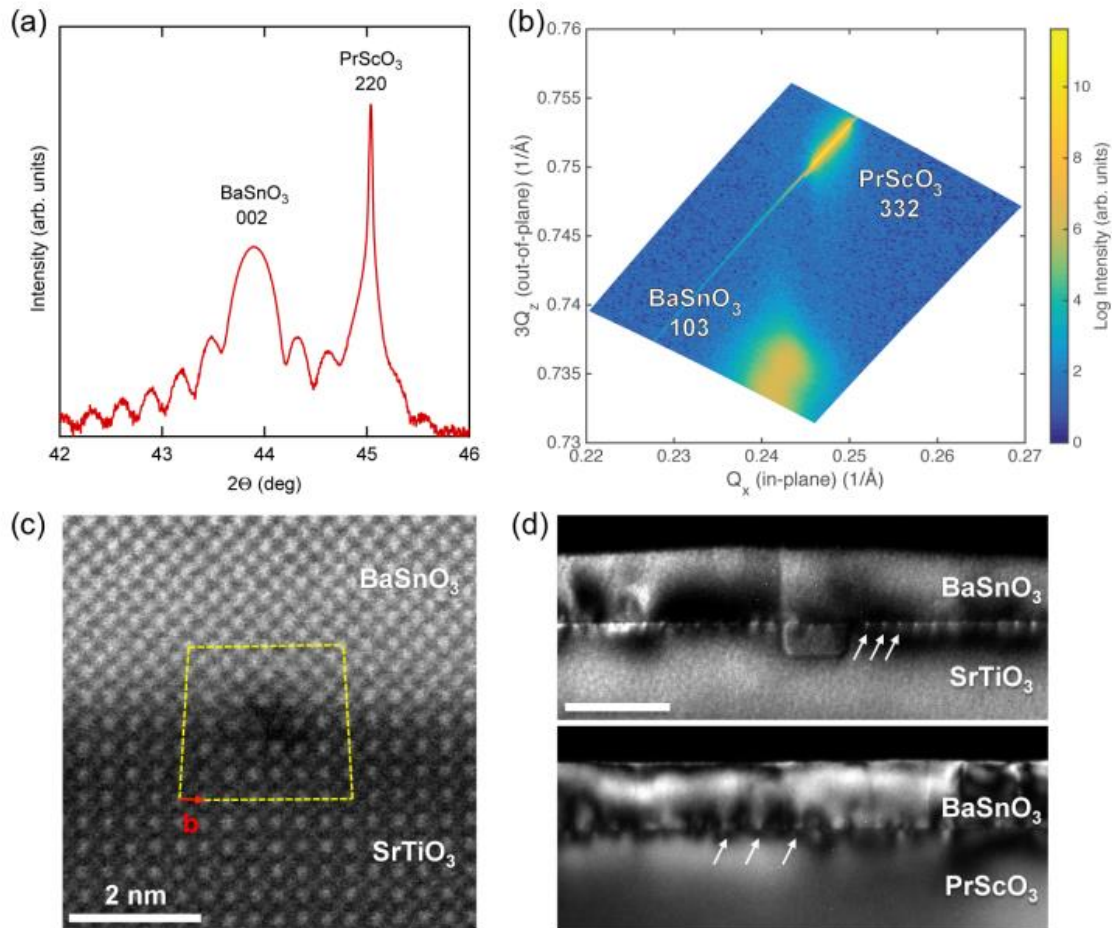 (a)
Intensity (arb. units)
BaSnO₃
002
PrScO₃
220
42 43 44 45 46
2Θ (deg)
(b)
3Q_z (out-of-plane) (1/Å)
0.76
0.755
0.75
0.745
0.74
0.735
0.73
PrScO₃
332
BaSnO₃
103
0.22 0.23 0.24 0.25 0.26 0.27
Q_x (in-plane) (1/Å)
10
8
6
4
2
0
Log Intensity (arb. units)
(c)
BaSnO₃
b
SrTiO₃
2 nm
(d)
BaSnO₃
SrTiO₃
BaSnO₃
PrScO₃